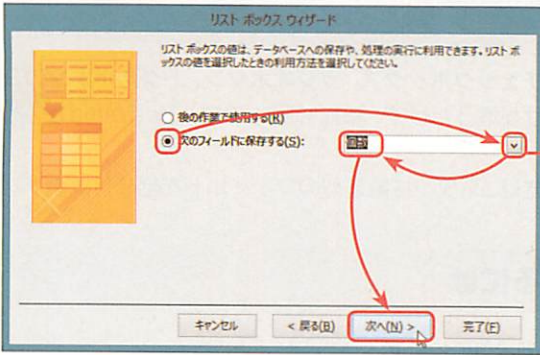 リスト ボックス ウィザード
リスト ボックスの値は、データベースへの保存や、処理の実行に利用できます。リスト ボ
ックスの値を選択したときの利用方法を選択してください。
後の作業で使用する(R)
次のフィールドに保存する(S):
個数
キャンセル
< 戻る(B)
次へ(N) >
完了(F)